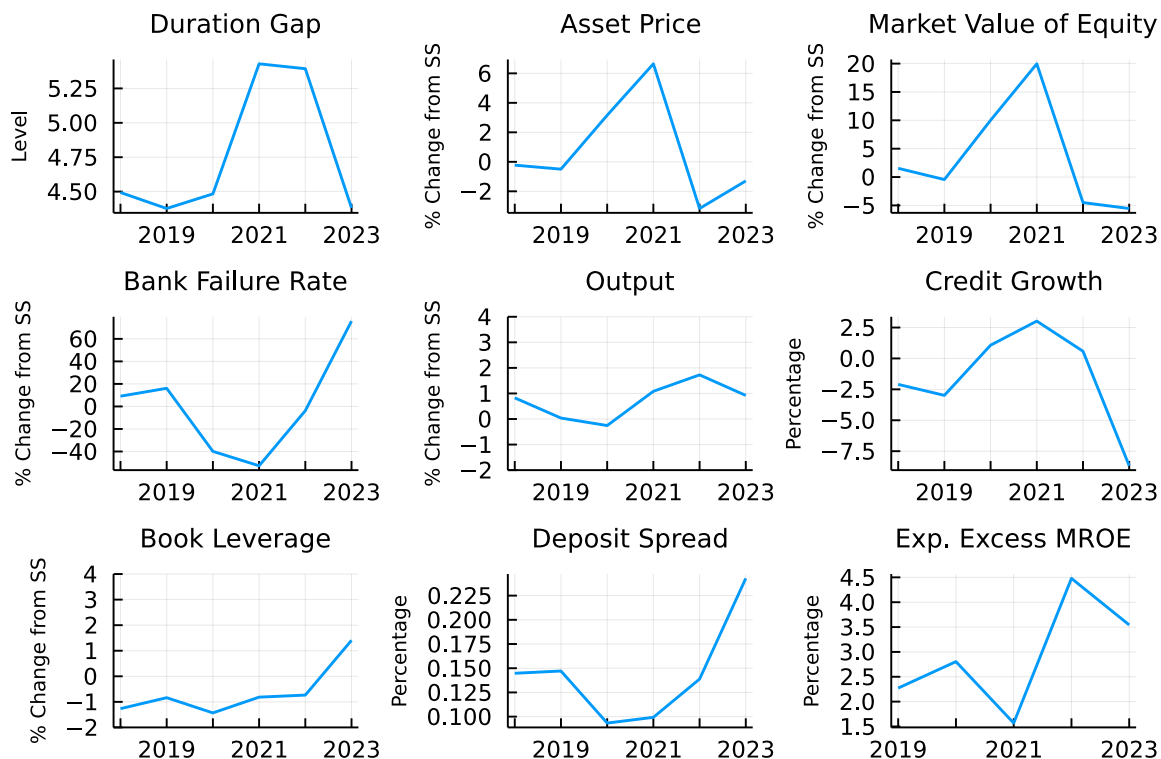 Duration Gap
Level
5.25
5.00
4.75
4.50
2019 2021 2023
Asset Price
% Change from SS
6
4
2
0
−2
2019 2021 2023
Market Value of Equity
% Change from SS
20
15
10
5
0
−5
2019 2021 2023
Bank Failure Rate
% Change from SS
60
40
20
0
−20
−40
2019 2021 2023
Output
% Change from SS
4
3
2
1
0
−1
−2
2019 2021 2023
Credit Growth
Percentage
2.5
0.0
−2.5
−5.0
−7.5
2019 2021 2023
Book Leverage
% Change from SS
4
3
2
1
0
−1
−2
2019 2021 2023
Deposit Spread
Percentage
0.225
0.200
0.175
0.150
0.125
0.100
2019 2021 2023
Exp. Excess MROE
Percentage
4.5
4.0
3.5
3.0
2.5
2.0
1.5
2019 2021 2023